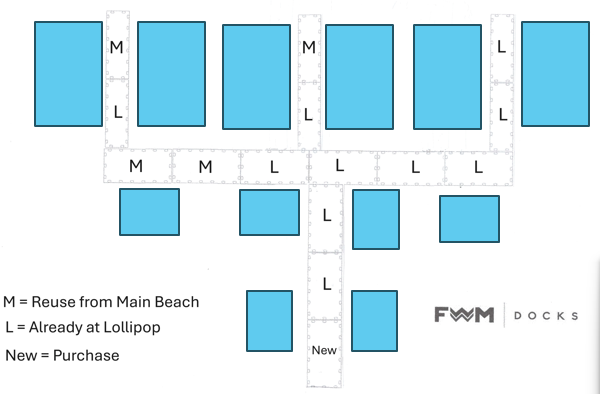 M M L
L L L
M M L L L L
L
L
M = Reuse from Main Beach
L = Already at Lollipop
FWM DOCKS
New
New = Purchase